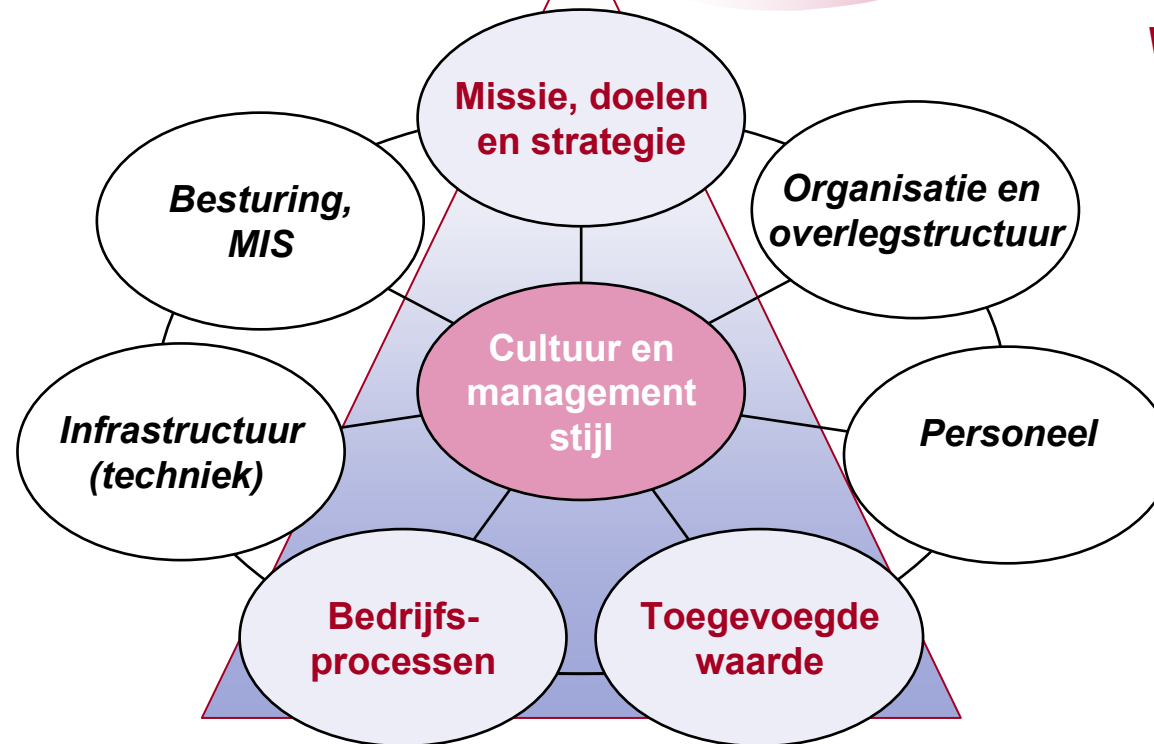 Missie, doelen
en strategie
Besturing,
MIS
Organisatie en
overlegstructuur
Cultuur en
management
stijl
Infrastructuur
(techniek)
Personeel
Bedrijfs-
processen
Toegevoegde
waarde